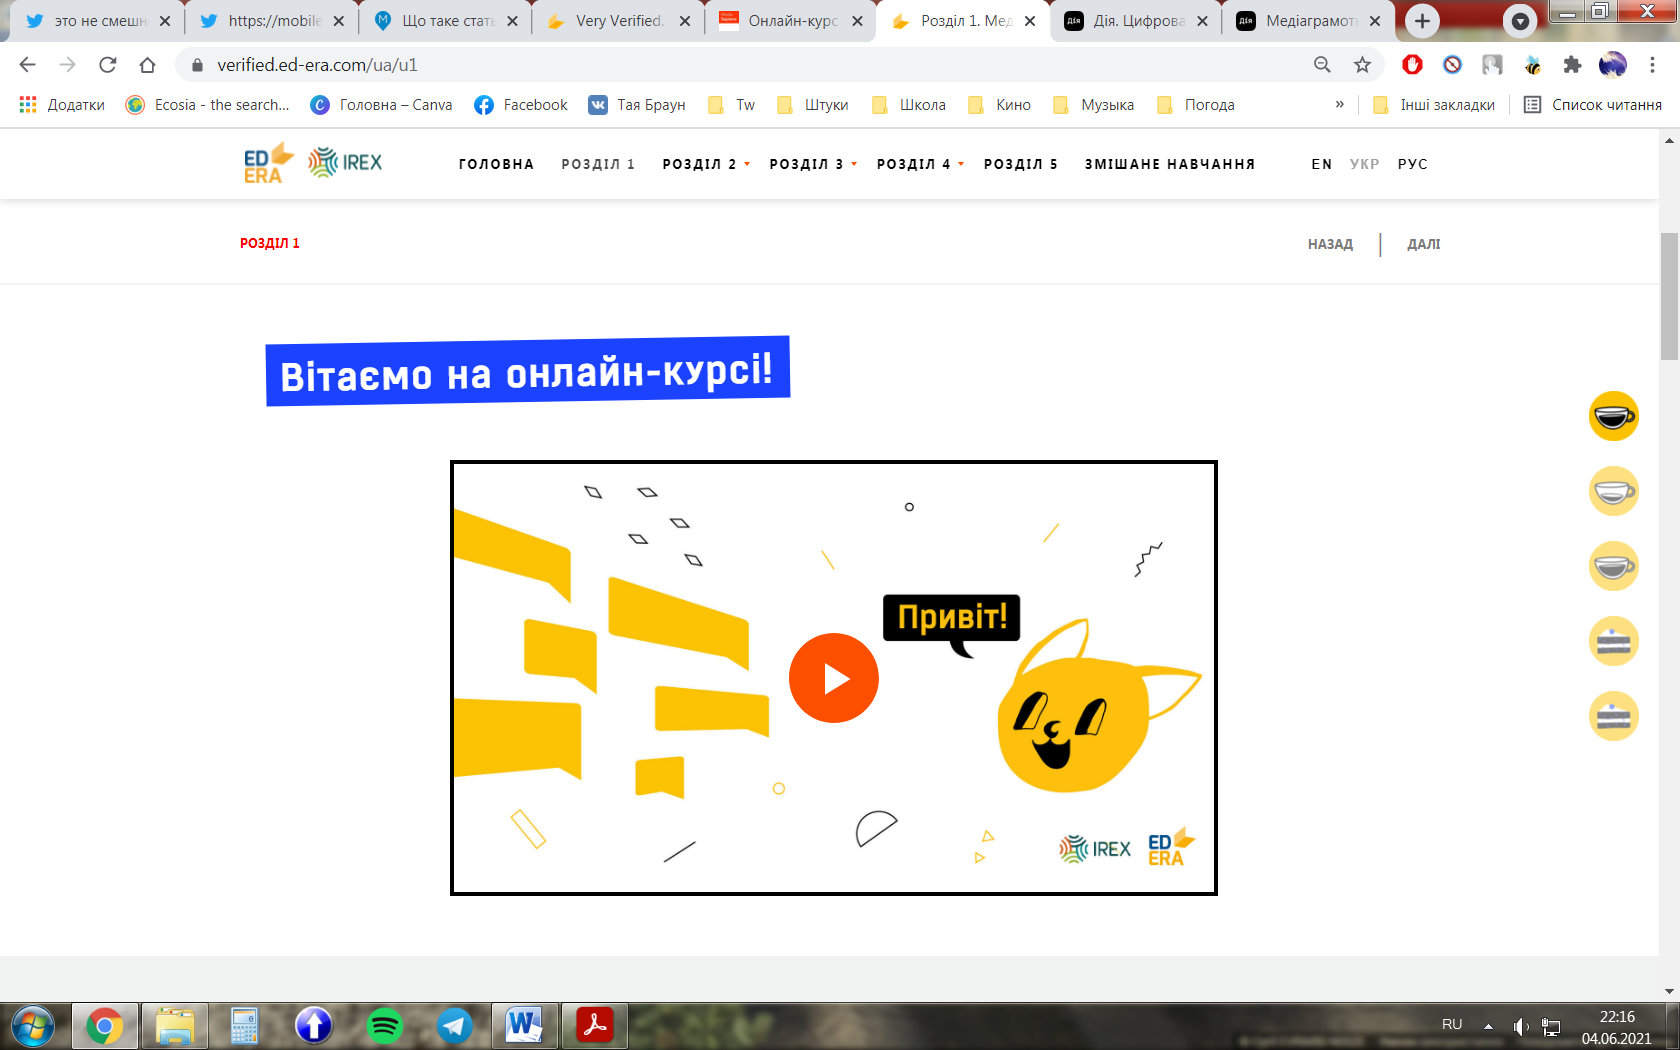 это не смешн
https://mobile
Що таке стать
Very Verified.
Онлайн-курс
Розділ 1. Мед
Дія. Цифрова
Медіаграмотн
verified.ed-era.com/ua/u1
Додатки
Ecosia - the search...
Головна – Canva
Facebook
Тая Браун
Tw
Штуки
Школа
Кино
Музыка
Погода
»
Інші закладки
Список читання
ED ERA
IREX
ГОЛОВНА
РОЗДІЛ 1
РОЗДІЛ 2
РОЗДІЛ 3
РОЗДІЛ 4
РОЗДІЛ 5
ЗМІШАНЕ НАВЧАННЯ
EN
УКР
РУС
РОЗДІЛ 1
НАЗАД
ДАЛІ
Вітаємо на онлайн-курсі!
Привіт!
IREX
ED ERA
RU
22:16
04.06.2021